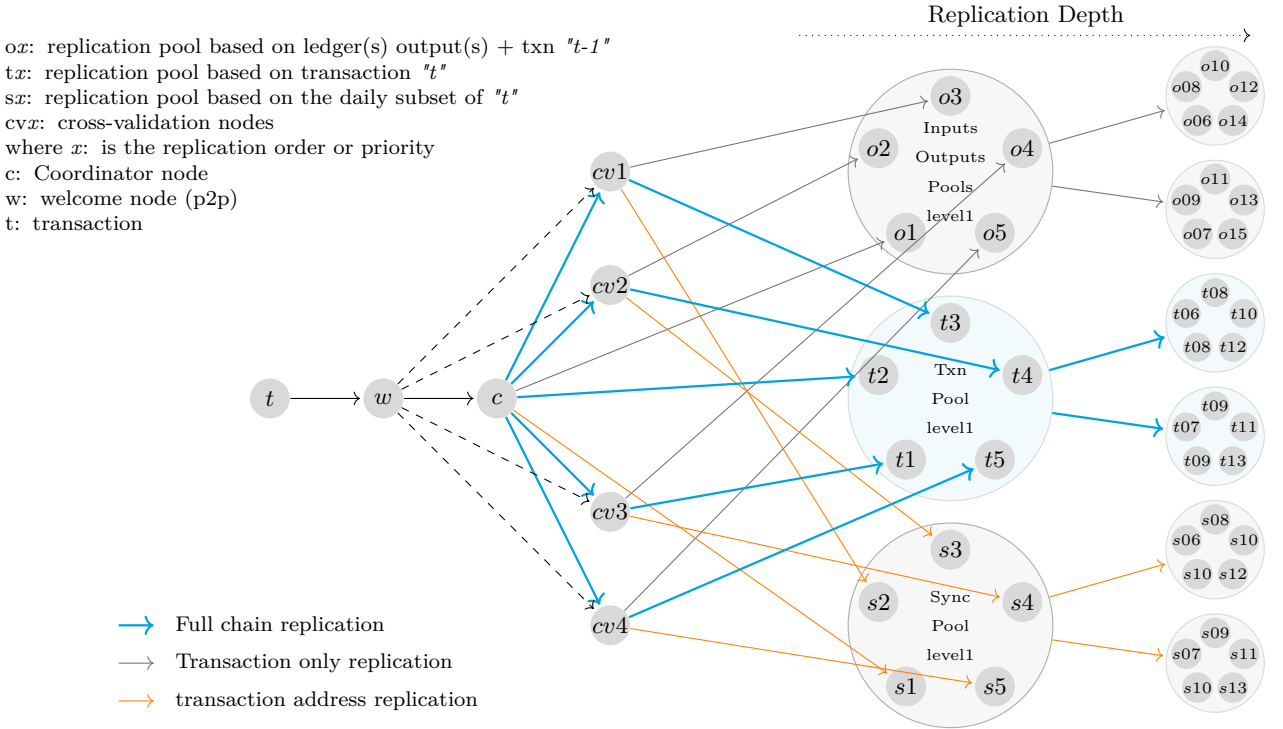 Replication Depth
ox: replication pool based on ledger(s) output(s) + txn "t-1"
tx: replication pool based on transaction "t"
sx: replication pool based on the daily subset of "t"
cvx: cross-validation nodes
where x: is the replication order or priority
c: Coordinator node
w: welcome node (p2p)
t: transaction
t
w
c
cv1
cv2
cv3
cv4
o3
Inputs
o2
o4
Outputs
Pools
level1
o1
o5
t3
Txn
t2
t4
Pool
level1
t1
t5
s3
Sync
s2
s4
Pool
level1
s1
s5
o10
o08
o12
o06
o14
o11
o09
o13
o07
o15
t08
t06
t10
t08
t12
t09
t07
t11
t09
t13
s08
s06
s10
s10
s12
s09
s07
s11
s10
s13
Full chain replication
Transaction only replication
transaction address replication